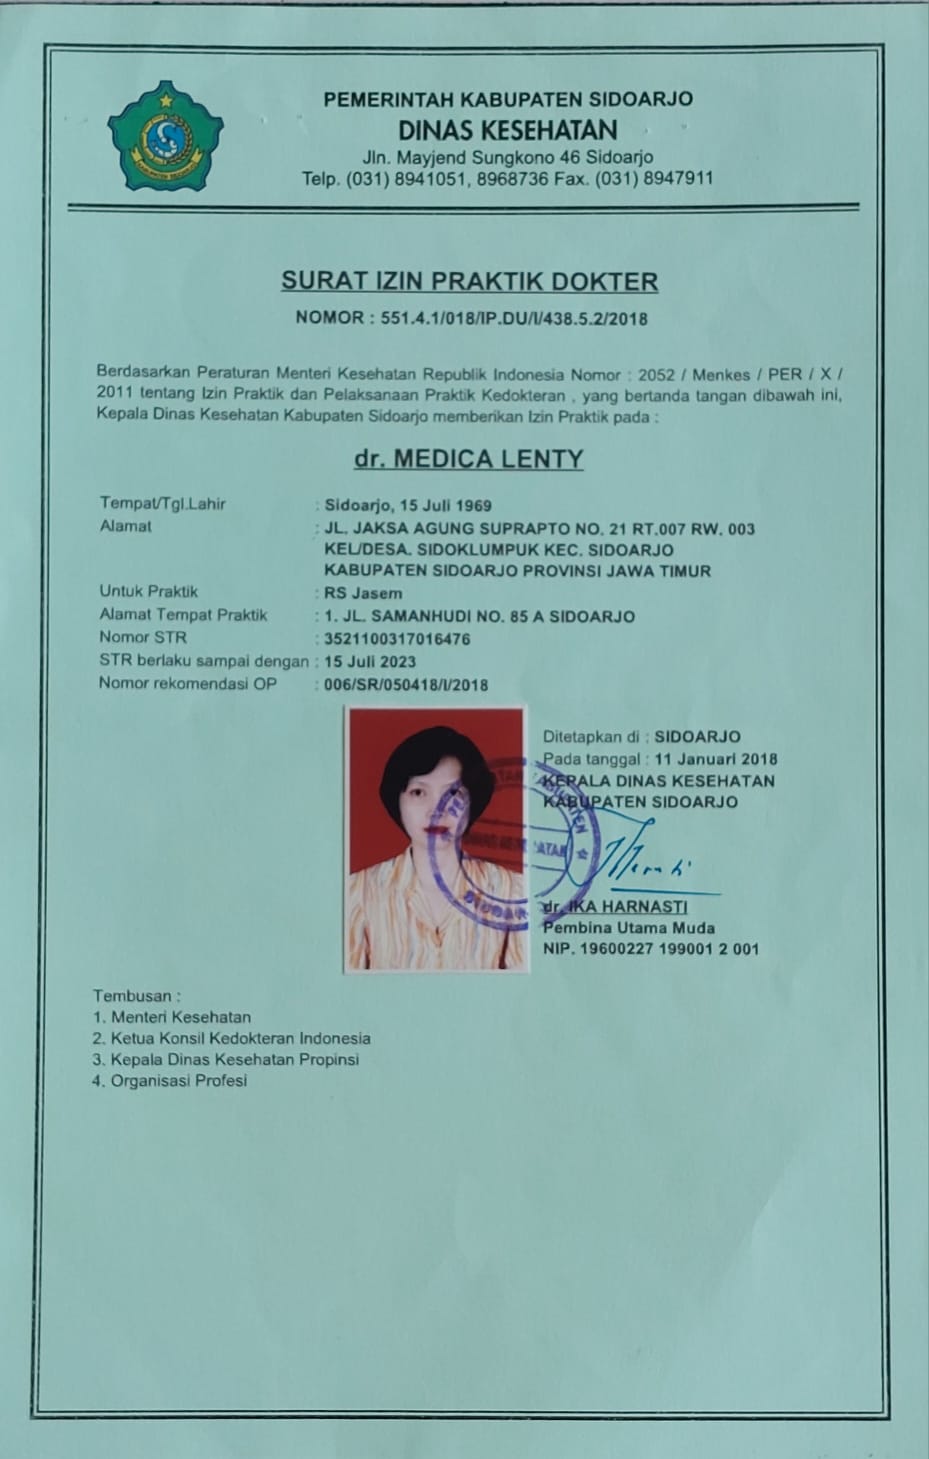 PEMERINTAH KABUPATEN SIDOARJO
DINAS KESEHATAN
Jln. Mayjend Sungkono 46 Sidoarjo
Telp. (031) 8941051, 8968736 Fax. (031) 8947911
KABUPATEN SIDOARJO
SURAT IZIN PRAKTIK DOKTER
NOMOR : 551.4.1/018/IP.DU/I/438.5.2/2018
Berdasarkan Peraturan Menteri Kesehatan Republik Indonesia Nomor : 2052 / Menkes / PER / X /
2011 tentang Izin Praktik dan Pelaksanaan Praktik Kedokteran , yang bertanda tangan dibawah ini,
Kepala Dinas Kesehatan Kabupaten Sidoarjo memberikan Izin Praktik pada :
dr. MEDICA LENTY
Tempat/Tgl.Lahir : Sidoarjo, 15 Juli 1969
Alamat : JL. JAKSA AGUNG SUPRAPTO NO. 21 RT.007 RW. 003
KEL/DESA. SIDOKLUMPUK KEC. SIDOARJO
KABUPATEN SIDOARJO PROVINSI JAWA TIMUR
Untuk Praktik : RS Jasem
Alamat Tempat Praktik : 1. JL. SAMANHUDI NO. 85 A SIDOARJO
Nomor STR : 3521100317016476
STR berlaku sampai dengan : 15 Juli 2023
Nomor rekomendasi OP : 006/SR/050418/I/2018
Ditetapkan di : SIDOARJO
Pada tanggal : 11 Januari 2018
KEPALA DINAS KESEHATAN
KABUPATEN SIDOARJO
dr. IKA HARNASTI
Pembina Utama Muda
NIP. 19600227 199001 2 001
Tembusan :
1. Menteri Kesehatan
2. Ketua Konsil Kedokteran Indonesia
3. Kepala Dinas Kesehatan Propinsi
4. Organisasi Profesi